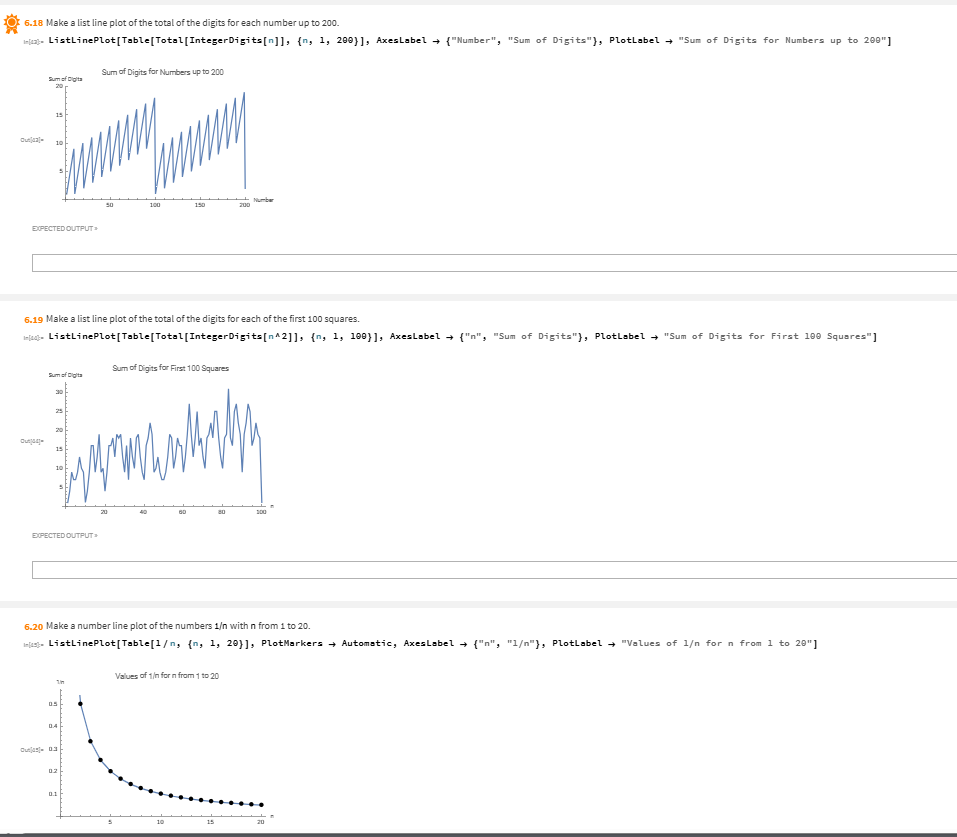 6.18 Make a list line plot of the total of the digits for each number up to 200.
In[43]:= ListLinePlot[Table[Total[IntegerDigits[n]], {n, 1, 200}], AxesLabel → {"Number", "Sum of Digits"}, PlotLabel → "Sum of Digits for Numbers up to 200"]
Sum of Digits for Numbers up to 200
Sum of Digits
20
15
Out[43]=
10
5
Number
50 100 150 200
EXPECTED OUTPUT »
6.19 Make a list line plot of the total of the digits for each of the first 100 squares.
In[44]:= ListLinePlot[Table[Total[IntegerDigits[n^2]], {n, 1, 100}], AxesLabel → {"n", "Sum of Digits"}, PlotLabel → "Sum of Digits for First 100 Squares"]
Sum of Digits for First 100 Squares
Sum of Digits
30
25
20
Out[44]=
15
10
5
n
20 40 60 80 100
EXPECTED OUTPUT »
6.20 Make a number line plot of the numbers 1/n with n from 1 to 20.
In[45]:= ListLinePlot[Table[1/n, {n, 1, 20}], PlotMarkers → Automatic, AxesLabel → {"n", "1/n"}, PlotLabel → "Values of 1/n for n from 1 to 20"]
Values of 1/n for n from 1 to 20
1/n
0.5
0.4
Out[45]= 0.3
0.2
0.1
n
5 10 15 20